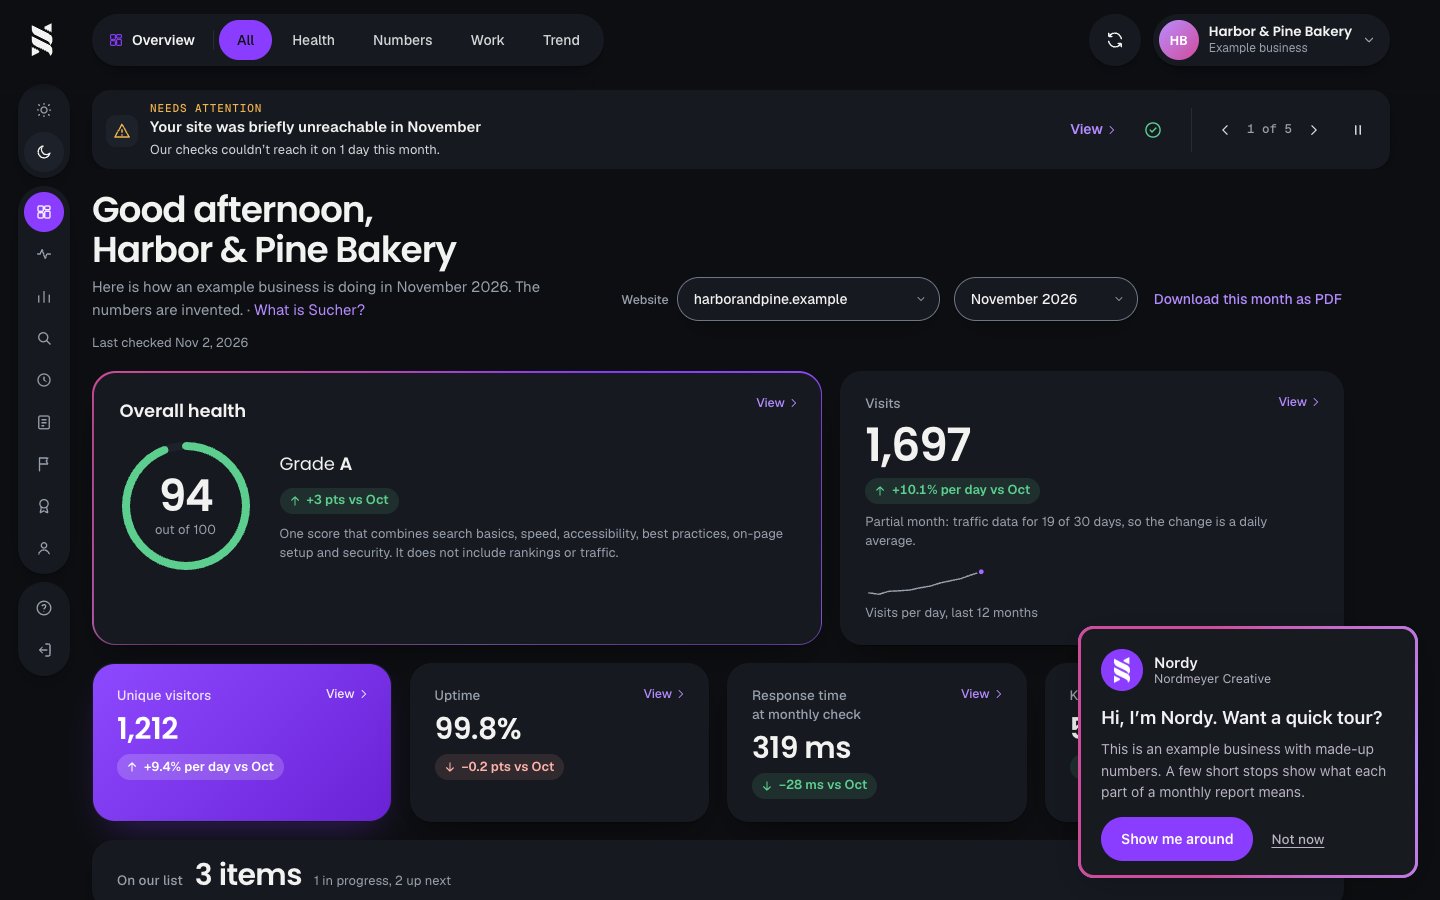 Overview
All
Health
Numbers
Work
Trend
HB
Harbor & Pine Bakery
Example business
NEEDS ATTENTION
Your site was briefly unreachable in November
Our checks couldn't reach it on 1 day this month.
View
1 of 5
Good afternoon,
Harbor & Pine Bakery
Here is how an example business is doing in November 2026. The
numbers are invented. · What is Sucher?
Last checked Nov 2, 2026
Website
harborandpine.example
November 2026
Download this month as PDF
Overall health
View
94
out of 100
Grade A
+3 pts vs Oct
One score that combines search basics, speed, accessibility, best practices, on-page
setup and security. It does not include rankings or traffic.
Visits
View
1,697
+10.1% per day vs Oct
Partial month: traffic data for 19 of 30 days, so the change is a daily
average.
Visits per day, last 12 months
Unique visitors
View
1,212
+9.4% per day vs Oct
Uptime
View
99.8%
−0.2 pts vs Oct
Response time
at monthly check
View
319 ms
−28 ms vs Oct
On our list
3 items
1 in progress, 2 up next
Nordy
Nordmeyer Creative
Hi, I'm Nordy. Want a quick tour?
This is an example business with made-up
numbers. A few short stops show what each
part of a monthly report means.
Show me around
Not now